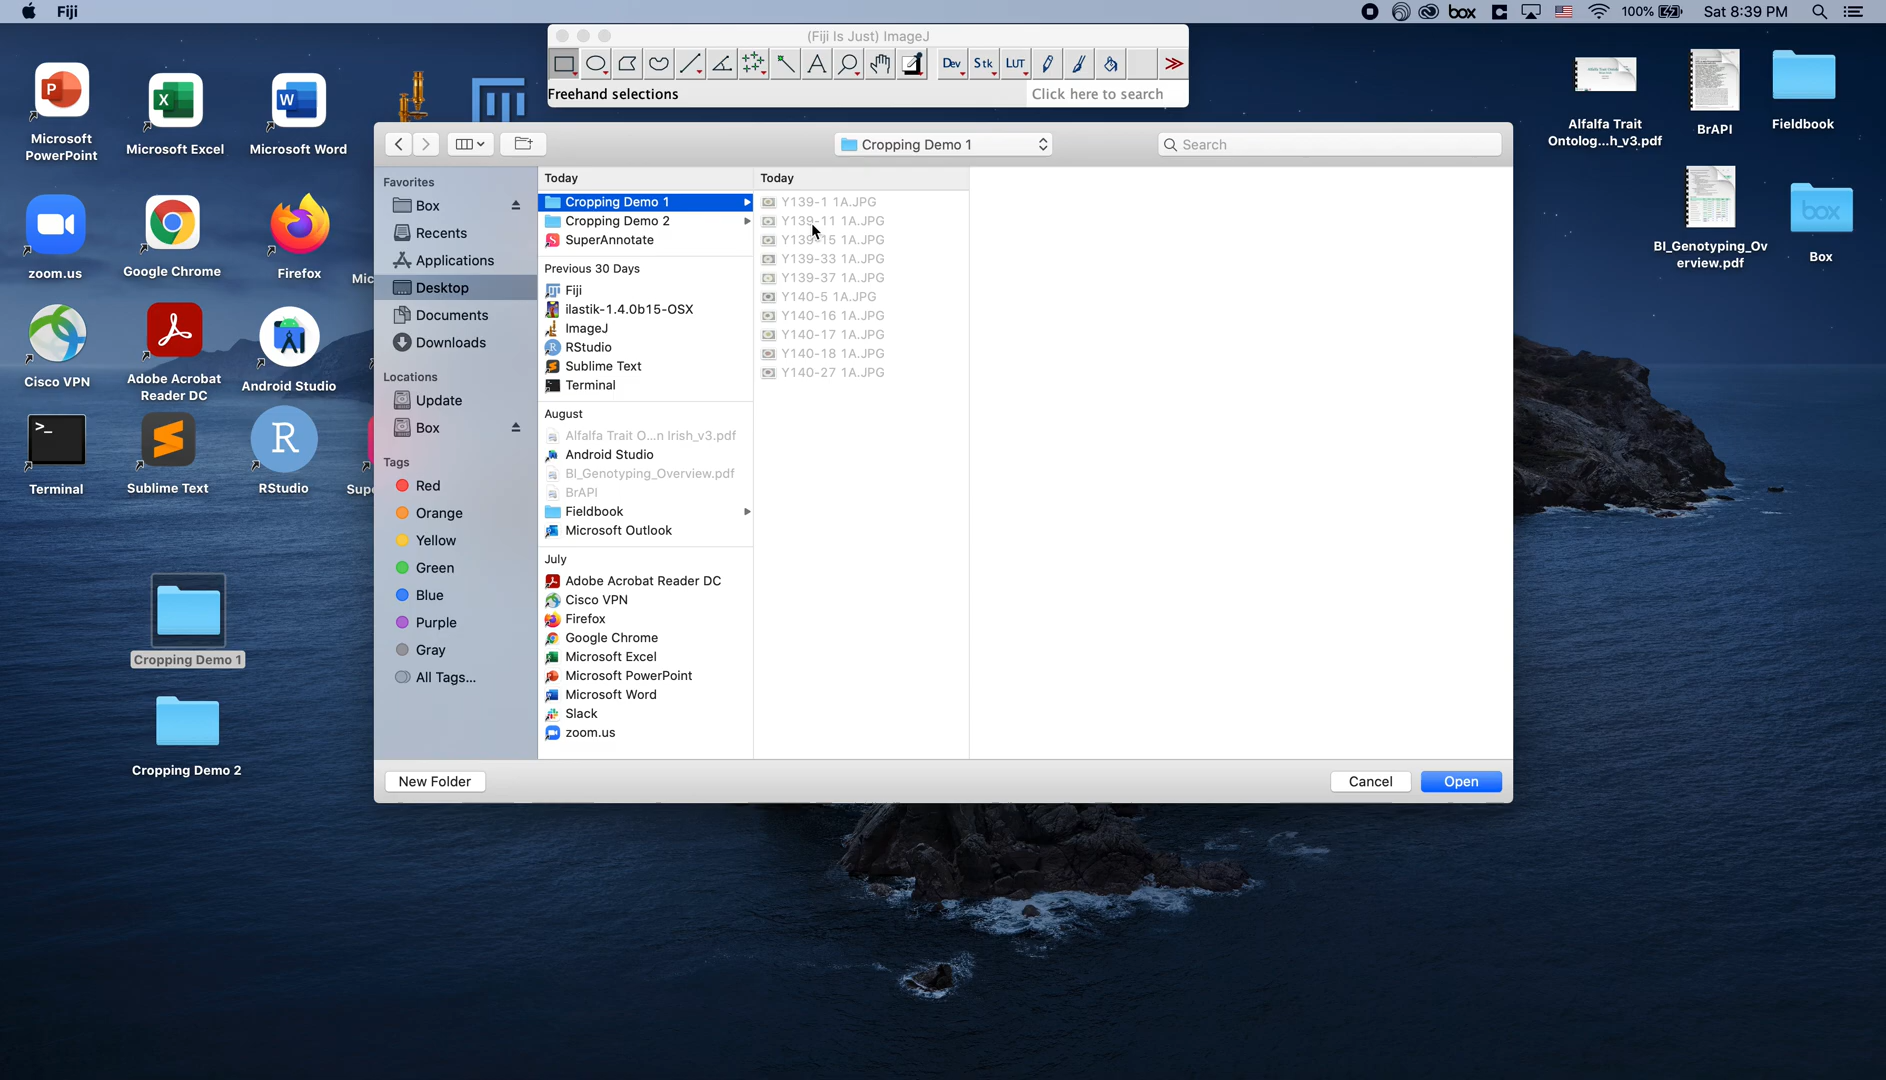 Fiji
box
100%
Sat 8:39 PM
(Fiji Is Just) ImageJ
Dev
Stk
LUT
Freehand selections
Click here to search
Microsoft PowerPoint
Microsoft Excel
Microsoft Word
zoom.us
Google Chrome
Firefox
Mic
Cisco VPN
Adobe Acrobat
Reader DC
Android Studio
Terminal
Sublime Text
RStudio
Supe
Cropping Demo 1
Cropping Demo 2
Alfalfa Trait
Ontolog...h_v3.pdf
BrAPI
Fieldbook
BI_Genotyping_Ov
erview.pdf
box
Box
Cropping Demo 1
Search
Favorites
Box
Recents
Applications
Desktop
Documents
Downloads
Locations
Update
Box
Tags
Red
Orange
Yellow
Green
Blue
Purple
Gray
All Tags...
Today
Cropping Demo 1
Cropping Demo 2
SuperAnnotate
Previous 30 Days
Fiji
ilastik-1.4.0b15-OSX
ImageJ
RStudio
Sublime Text
Terminal
August
Alfalfa Trait O...n Irish_v3.pdf
Android Studio
BI_Genotyping_Overview.pdf
BrAPI
Fieldbook
Microsoft Outlook
July
Adobe Acrobat Reader DC
Cisco VPN
Firefox
Google Chrome
Microsoft Excel
Microsoft PowerPoint
Microsoft Word
Slack
zoom.us
Today
Y139-1 1A.JPG
Y139-11 1A.JPG
Y139-15 1A.JPG
Y139-33 1A.JPG
Y139-37 1A.JPG
Y140-5 1A.JPG
Y140-16 1A.JPG
Y140-17 1A.JPG
Y140-18 1A.JPG
Y140-27 1A.JPG
New Folder
Cancel
Open